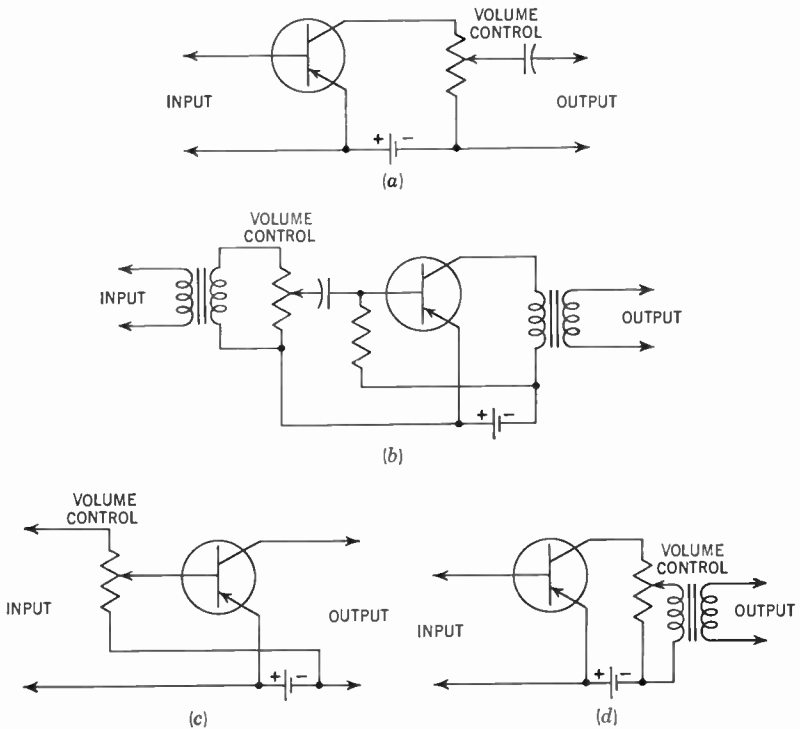 VOLUME
CONTROL
INPUT
OUTPUT
+ −
(a)
VOLUME
CONTROL
INPUT
OUTPUT
+ −
(b)
VOLUME
CONTROL
INPUT
OUTPUT
+ −
(c)
VOLUME
CONTROL
INPUT
OUTPUT
+ −
(d)